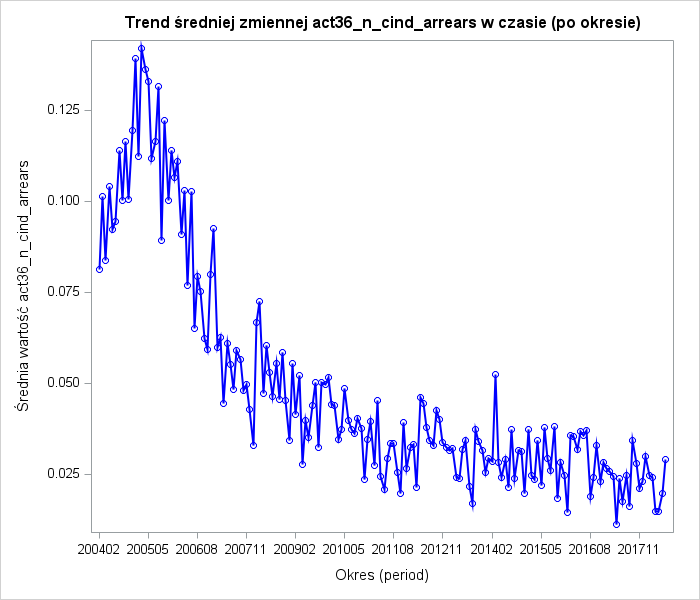 Trend średniej zmiennej act36_n_cind_arrears w czasie (po okresie)
Średnia wartość act36_n_cind_arrears
0.125
0.100
0.075
0.050
0.025
200402 200505 200608 200711 200902 201005 201108 201211 201402 201505 201608 201711
Okres (period)